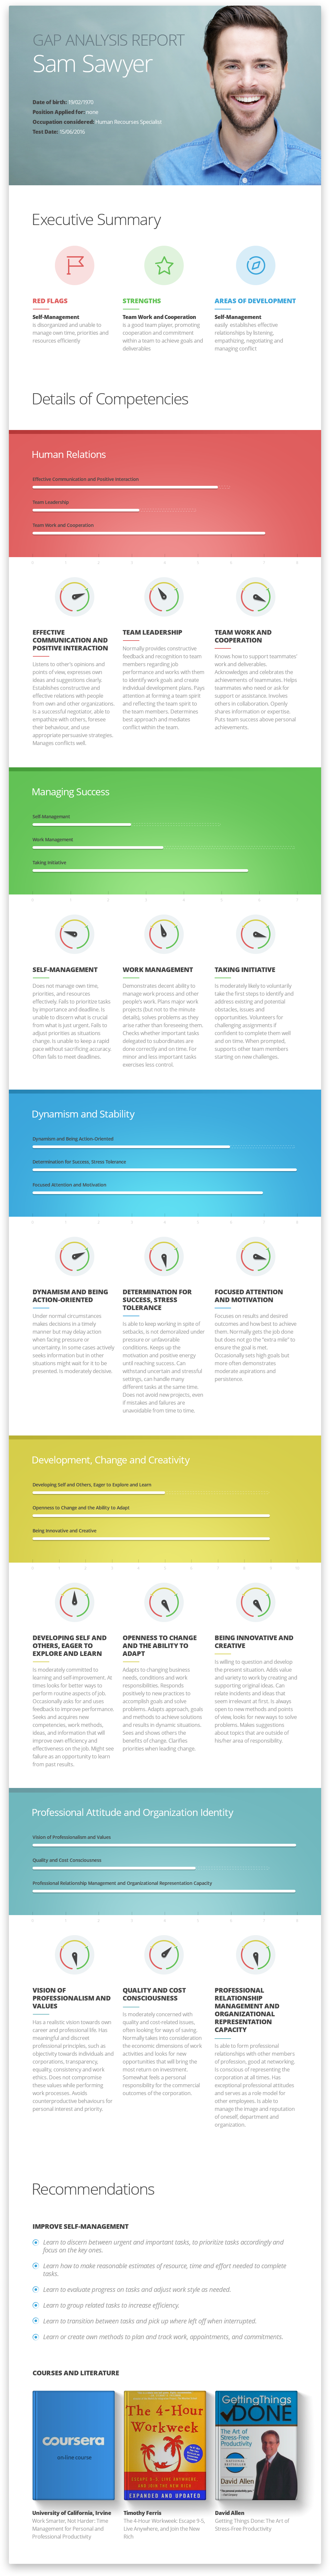 GAP ANALYSIS REPORT
Sam Sawyer
Date of birth: 19/02/1970
Position Applied for: none
Occupation considered: Human Recourses Specialist
Test Date: 15/06/2016
Executive Summary
RED FLAGS
Self-Management
Is disorganized and unable to
manage own time, priorities and
resources efficiently
STRENGTHS
Team Work and Cooperation
Is a good team player, promoting
cooperation and commitment
within a team to achieve goals and
deliverables
AREAS OF DEVELOPMENT
Self-Management
easily establishes effective
relationships by listening,
empathizing, negotiating and
managing conflict
Details of Competencies
Human Relations
Effective Communication and Positive Interaction
Team Leadership
Team Work and Cooperation
EFFECTIVE
COMMUNICATION AND
POSITIVE INTERACTION
Listens to other's opinions and
points of view, expresses own
ideas and suggestions clearly.
Establishes constructive and
effective relations with people
from own and other organizations.
Is a successful negotiator, able to
empathize with others, foresee
their behaviour, and use
appropriate persuasive strategies.
Manages conflicts well.
TEAM LEADERSHIP
Normally provides constructive
feedback and recognition to team
members regarding job
performance and works with them
to identify work goals and create
individual development plans. Pays
attention at forming a team spirit
and reflecting the team spirit to
the team members. Determines
best approach and mediates
conflict within the team.
TEAM WORK AND
COOPERATION
Knows how to support teammates'
work and deliverables.
Acknowledges and celebrates the
achievements of teammates. Helps
teammates who need or ask for
support or assistance. Involves
others in collaboration. Openly
shares information or expertise.
Puts team success above personal
achievements.
Managing Success
Self-Management
Work-Management
Taking Initiative
SELF-MANAGEMENT
Does not manage own time,
priorities, and resources
effectively. Fails to prioritize tasks
by importance and deadline. Is
unable to discern what is crucial
from what is just urgent. Fails to
adjust priorities as situations
change. Is unable to keep a rapid
pace without sacrificing accuracy.
Often fails to meet deadlines.
WORK MANAGEMENT
Demonstrates decent ability to
manage work process and other
people's work. Plans major work
projects (but not to the minute
details), solves problems as they
arise rather than foreseeing them.
Checks whether important tasks
delegated to subordinates are
done correctly and on time. For
minor and less important tasks
exercises less control.
TAKING INITIATIVE
Is moderately likely to voluntarily
take the first steps to identify and
address existing and potential
obstacles, issues and
opportunities. Volunteers for
challenging assignments if
confident to complete them well
and on time. When prompted,
supports other team members
starting on new challenges.
Dynamism and Stability
Dynamism and Being Action-Oriented
Determination for Success, Stress Tolerance
Focused Attention and Motivation
DYNAMISM AND BEING
ACTION-ORIENTED
Under normal circumstances
makes decisions in a timely
manner but may delay action
when facing pressure or
uncertainty. In some cases actively
seeks information but in other
situations might wait for it to be
presented. Is moderately decisive.
DETERMINATION FOR
SUCCESS, STRESS
TOLERANCE
Is able to keep working in spite of
setbacks, is not demoralized under
pressure or in unfavorable
conditions. Keeps up the
motivation and positive energy
until reaching success. Can
withstand uncertain and stressful
settings, can handle many
different tasks at the same time.
Does not avoid new projects, even
if mistakes and failures are
unavoidable from time to time.
FOCUSED ATTENTION
AND MOTIVATION
Focuses on results and desired
outcomes and how best to achieve
them. Normally gets the job done
but does not go the "extra mile" to
ensure the goal is met.
Occasionally sets high goals but
more often demonstrates
moderate aspirations and
persistence.
Development, Change and Creativity
Developing Self and Others, Eager to Explore and Learn
Openness to Change and the Ability to Adapt
Being Innovative and Creative
DEVELOPING SELF AND
OTHERS, EAGER TO
EXPLORE AND LEARN
Is moderately committed to
learning and self-improvement. At
times looks for better ways to
perform routine aspects of job.
Occasionally asks for and uses
feedback to improve performance.
Seeks and acquires new
competencies, work methods,
ideas, and information that will
improve own efficiency and
effectiveness on the job. Might see
failure as an opportunity to learn
from past results.
OPENNESS TO CHANGE
AND THE ABILITY TO
ADAPT
Adapts to changing business
needs, conditions and work
responsibilities. Responds
positively to new practices to
accomplish goals and solve
problems. Adapts approach, goals
and methods to achieve solutions
and results in dynamic situations.
Sees and shows others the
benefits of change. Clarifies
priorities when leading change.
BEING INNOVATIVE AND
CREATIVE
Is willing to question and develop
the present situation. Adds value
and variety to work by creating and
supporting original ideas. Can
relate incidents and ideas that
seem irrelevant at first. Is always
open to new methods and points
of view, looks for new ways to solve
problems. Makes suggestions
about topics that are outside of
his/her area of responsibility.
Professional Attitude and Organization Identity
Vision of Professionalism and Values
Quality and Cost Consciousness
Professional Relationship Management and Organizational Representation Capacity
VISION OF
PROFESSIONALISM AND
VALUES
Has a realistic vision towards own
career and professional life. Has
meaningful and discreet
professional principles, such as
objectivity towards individuals and
corporations, transparency,
equality, consistency and work
ethics. Does not compromise
these values while performing
work processes. Avoids
counterproductive behaviours for
personal interest and priority.
QUALITY AND COST
CONSCIOUSNESS
Is moderately concerned with
quality and cost-related issues,
often looking for ways of saving.
Normally takes into consideration
the economic dimensions of work
activities and looks for new
opportunities that will bring the
most return on investment.
Somewhat feels a personal
responsibility for the commercial
outcomes of the corporation.
PROFESSIONAL
RELATIONSHIP
MANAGEMENT AND
ORGANIZATIONAL
REPRESENTATION
CAPACITY
Is able to form professional
relationships with other members
of profession, good at networking.
Is conscious of representing the
corporation at all times. Has
exceptional professional attitudes
and serves as a role model for
other employees. Is able to
manage the image and reputation
of oneself, department and
organization.
Recommendations
IMPROVE SELF-MANAGEMENT
Learn to discern between urgent and important tasks, to prioritize tasks accordingly and
focus on the key ones.
Learn how to make reasonable estimates of resource, time and effort needed to complete
tasks.
Learn to evaluate progress on tasks and adjust work style as needed.
Learn to group related tasks to increase efficiency.
Learn to transition between tasks and pick up where left off when interrupted.
Learn or create own methods to plan and track work, appointments, and commitments.
COURSES AND LITERATURE
coursera
on-line course
University of California, Irvine
Work Smarter, Not Harder: Time
Management for Personal and
Professional Productivity
The 4-Hour
Workweek
ESCAPE 9-5, LIVE ANYWHERE,
AND JOIN THE NEW RICH
EXPANDED AND UPDATED
Timothy Ferris
The 4-Hour Workweek: Escape 9-5,
Live Anywhere, and Join the New
Rich
Getting Things
DONE
The Art of
Stress-Free
Productivity
David Allen
David Allen
Getting Things Done: The Art of
Stress-Free Productivity